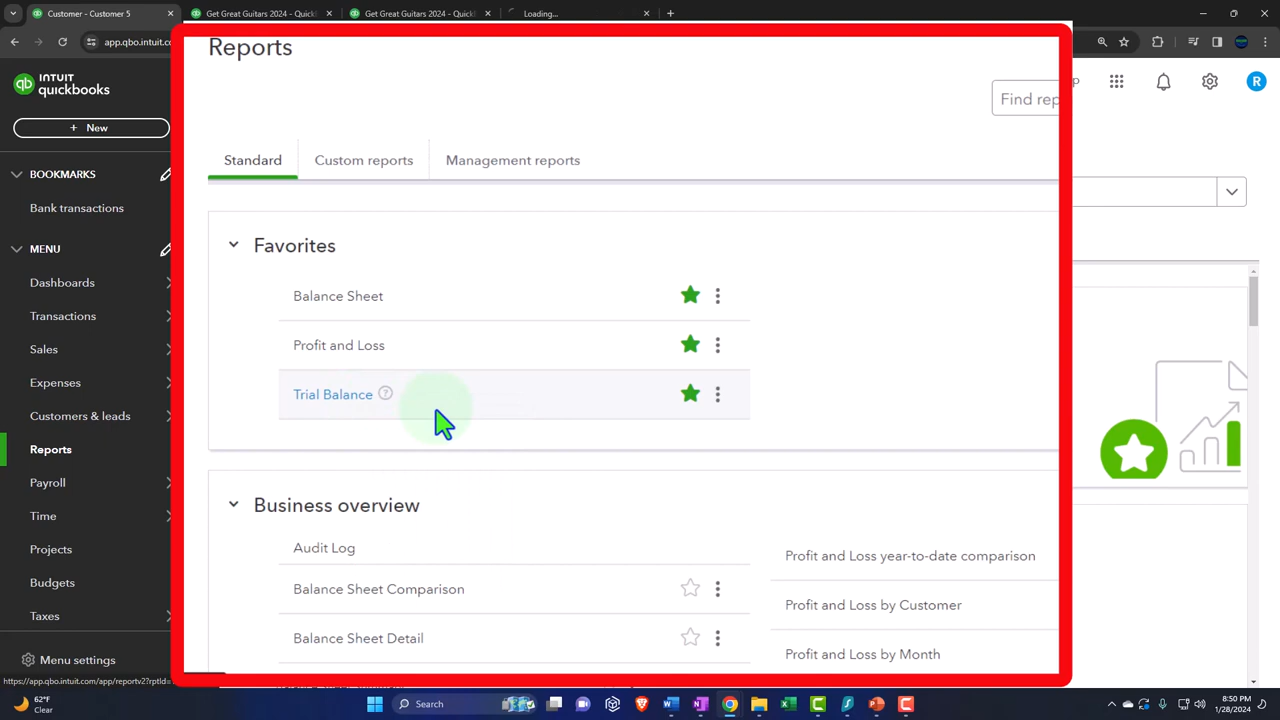 Customer - Customer 5
Get Great Guitars 2024 - QuickB
Get Great Guitars 2024 - QuickB
Loading...
app.qbo.intuit.c
INTUIT
quickbooks
+ New
BOOKMARKS
Bank transactions
MENU
Dashboards
Transactions
Sales
Expenses
Customers & leads
Reports
Payroll
Time
Projects
Budgets
Taxes
Menu settings
https://app.qbo.intuit.com/app/reportv2?rptId
Reports
Find rep
R
Standard
Custom reports
Management reports
Favorites
Balance Sheet
Profit and Loss
Trial Balance ?
Business overview
Audit Log
Profit and Loss year-to-date comparison
Balance Sheet Comparison
Profit and Loss by Customer
Balance Sheet Detail
Profit and Loss by Month
62°F
Clear
Search
8:50 PM
1/20/2024